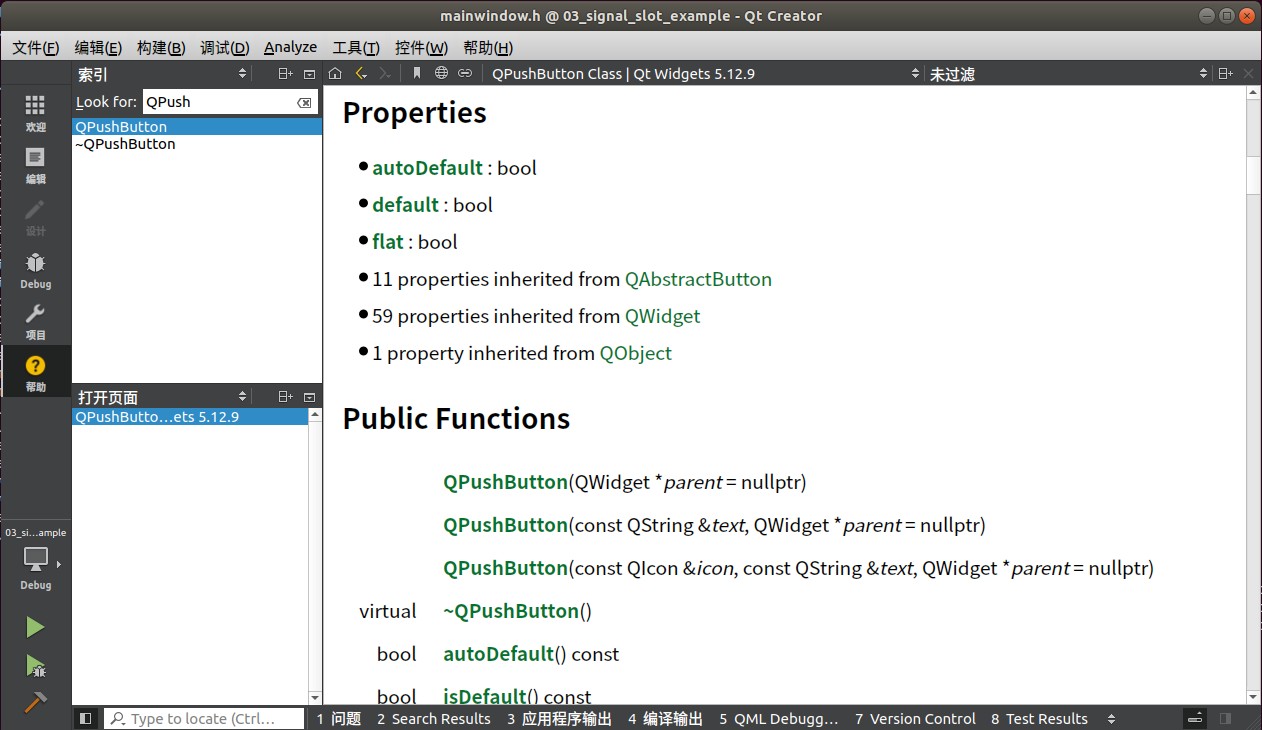 mainwindow.h @ 03_signal_slot_example - Qt Creator
文件(F) 编辑(E) 构建(B) 调试(D) Analyze 工具(T) 控件(W) 帮助(H)
索引
QPushButton Class | Qt Widgets 5.12.9
未过滤
Look for: QPush
QPushButton
~QPushButton
欢迎
编辑
设计
Debug
项目
帮助
打开页面
QPushButto...ets 5.12.9
03_si...ample
Debug
Properties
autoDefault : bool
default : bool
flat : bool
11 properties inherited from QAbstractButton
59 properties inherited from QWidget
1 property inherited from QObject
Public Functions
QPushButton(QWidget *parent = nullptr)
QPushButton(const QString &text, QWidget *parent = nullptr)
QPushButton(const QIcon &icon, const QString &text, QWidget *parent = nullptr)
virtual ~QPushButton()
bool autoDefault() const
bool isDefault() const
Type to locate (Ctrl...
1 问题 2 Search Results 3 应用程序输出 4 编译输出 5 QML Debugg... 7 Version Control 8 Test Results